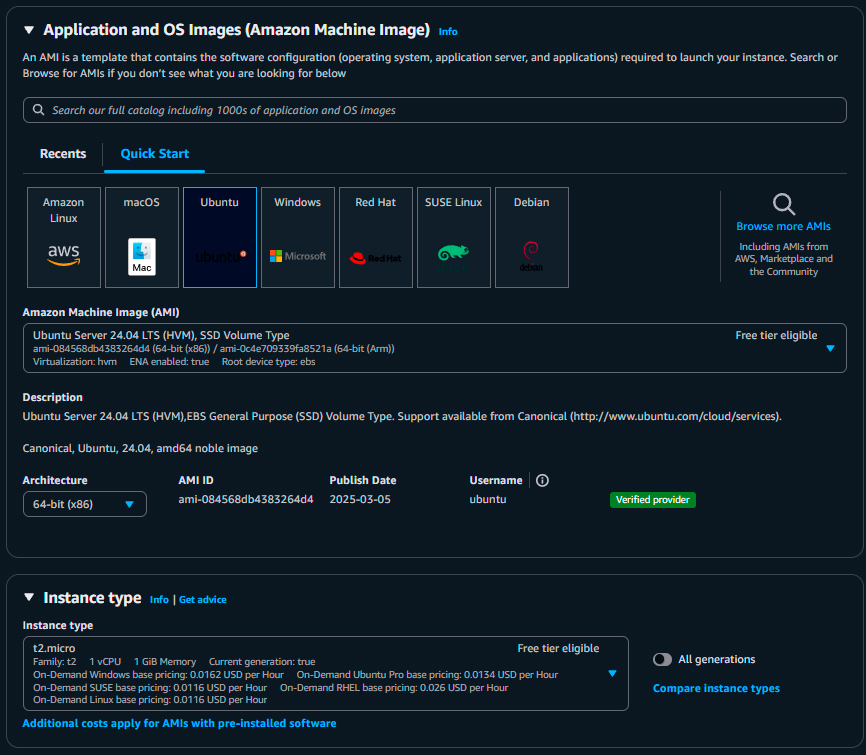 Application and OS Images (Amazon Machine Image) Info
An AMI is a template that contains the software configuration (operating system, application server, and applications) required to launch your instance. Search or
Browse for AMIs if you don't see what you are looking for below
Search our full catalog including 1000s of application and OS images
Recents Quick Start
Amazon Linux
aws
macOS
Mac
Ubuntu
ubuntu
Windows
Microsoft
Red Hat
Red Hat
SUSE Linux
Debian
debian
Browse more AMIs
Including AMIs from
AWS, Marketplace and
the Community
Amazon Machine Image (AMI)
Ubuntu Server 24.04 LTS (HVM), SSD Volume Type Free tier eligible
ami-084568db4383264d4 (64-bit (x86)) / ami-0c4e709339fa8521a (64-bit (Arm))
Virtualization: hvm ENA enabled: true Root device type: ebs
Description
Ubuntu Server 24.04 LTS (HVM),EBS General Purpose (SSD) Volume Type. Support available from Canonical (http://www.ubuntu.com/cloud/services).
Canonical, Ubuntu, 24.04, amd64 noble image
Architecture AMI ID Publish Date Username
64-bit (x86) ami-084568db4383264d4 2025-03-05 ubuntu Verified provider
Instance type Info | Get advice
Instance type
t2.micro Free tier eligible
Family: t2 1 vCPU 1 GiB Memory Current generation: true
On-Demand Windows base pricing: 0.0162 USD per Hour On-Demand Ubuntu Pro base pricing: 0.0134 USD per Hour
On-Demand SUSE base pricing: 0.0116 USD per Hour On-Demand RHEL base pricing: 0.026 USD per Hour
On-Demand Linux base pricing: 0.0116 USD per Hour
All generations
Compare instance types
Additional costs apply for AMIs with pre-installed software